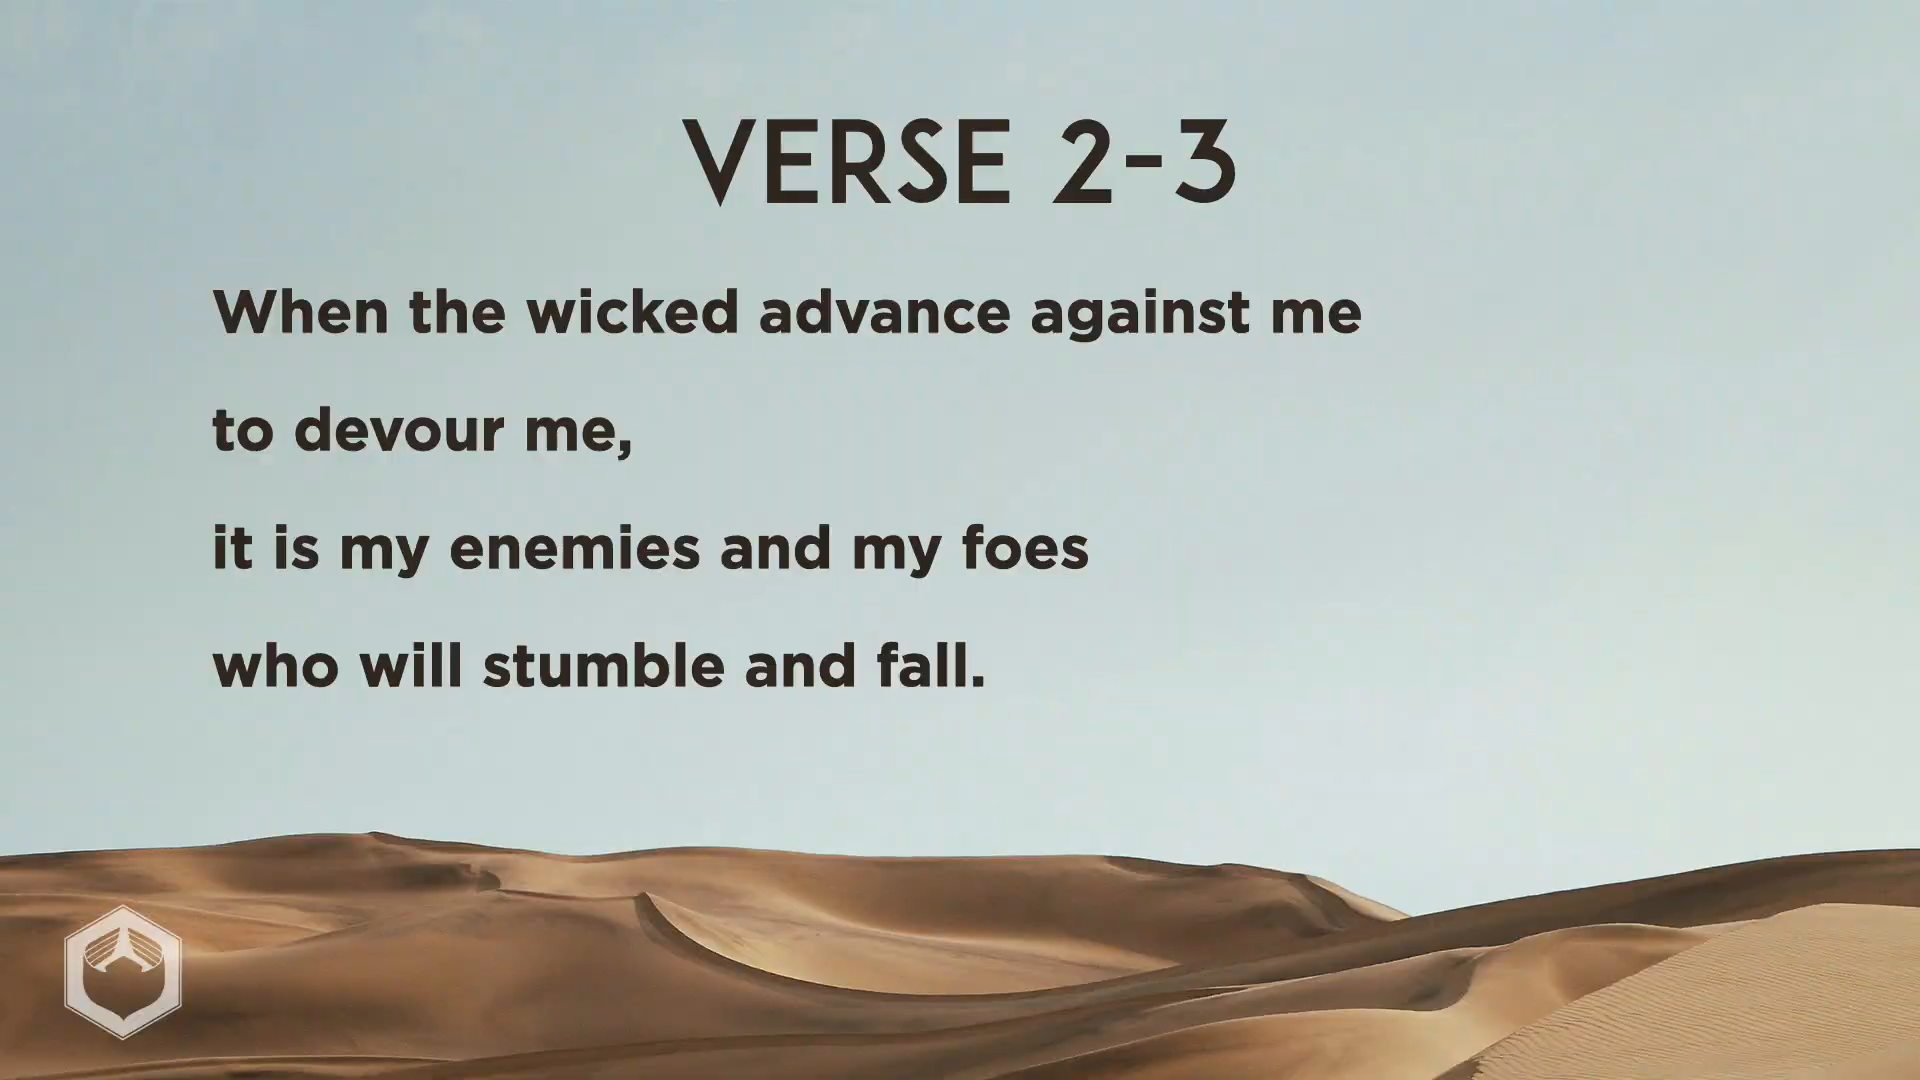 VERSE 2-3
When the wicked advance against me
to devour me,
it is my enemies and my foes
who will stumble and fall.